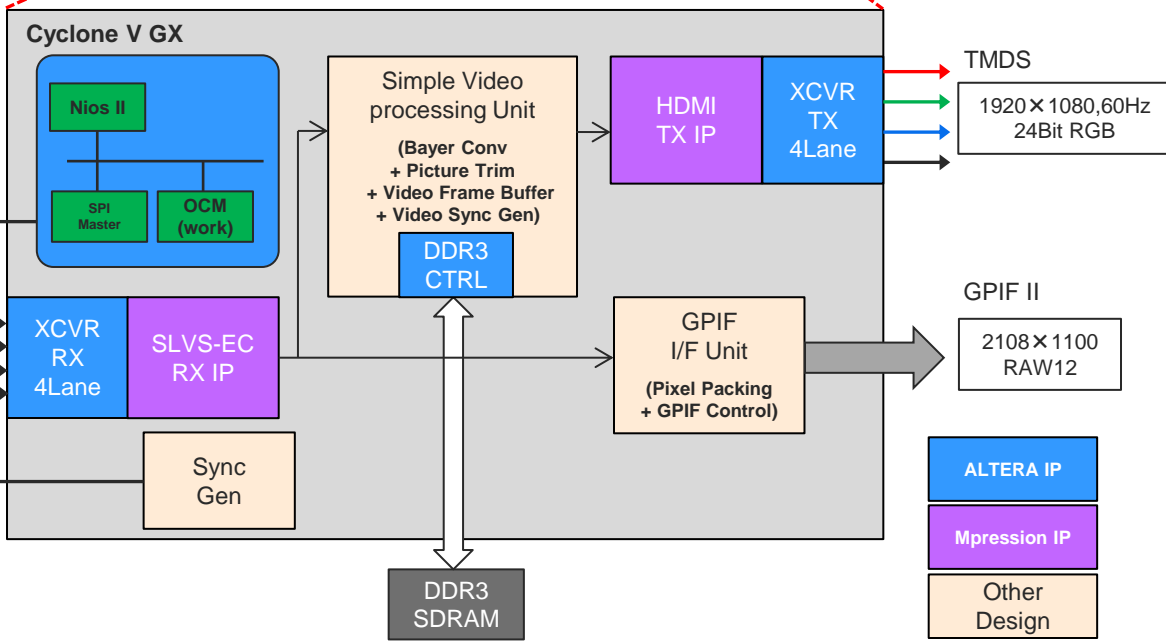 Cyclone V GX
Nios II
SPI
Master
OCM
(work)
Simple Video
processing Unit
(Bayer Conv
+ Picture Trim
+ Video Frame Buffer
+ Video Sync Gen)
DDR3
CTRL
HDMI
TX IP
XCVR
TX
4Lane
TMDS
1920×1080,60Hz
24Bit RGB
XCVR
RX
4Lane
SLVS-EC
RX IP
GPIF
I/F Unit
(Pixel Packing
+ GPIF Control)
GPIF II
2108×1100
RAW12
Sync
Gen
DDR3
SDRAM
ALTERA IP
Mpression IP
Other
Design